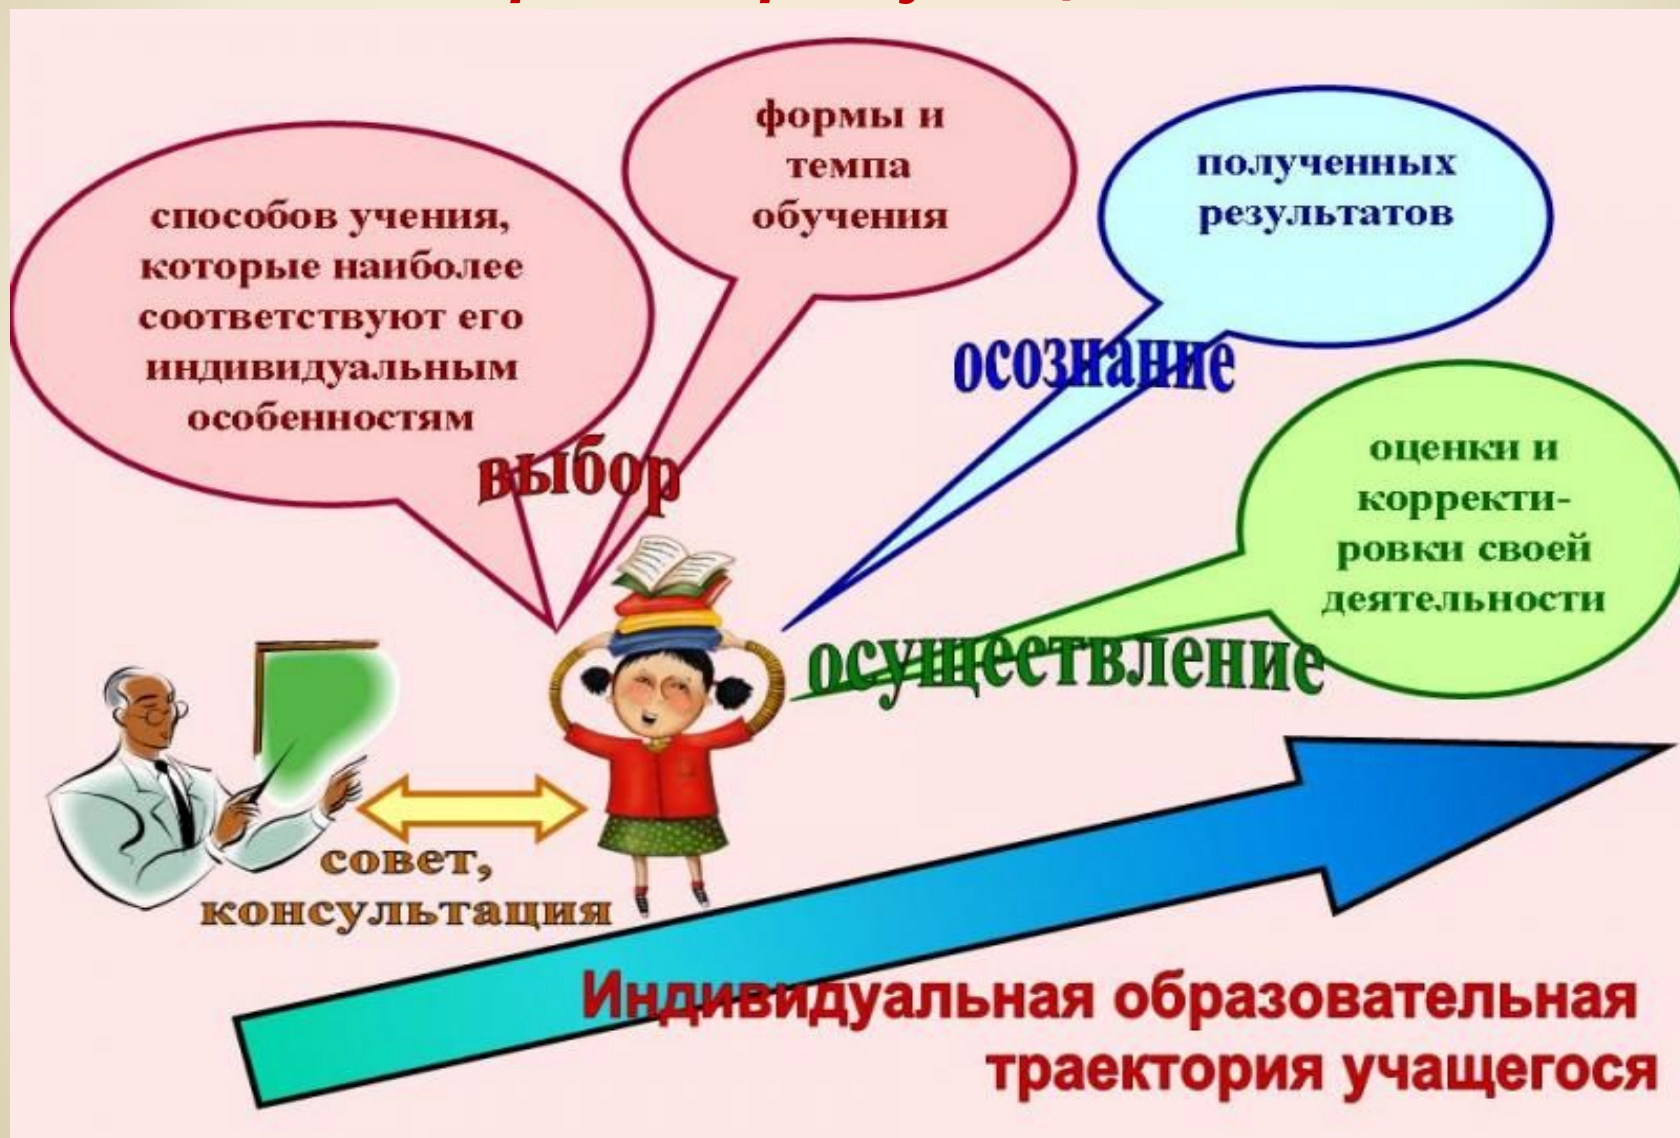 формы и
темпа
обучения
способов учения,
которые наиболее
соответствуют его
индивидуальным
особенностям
выбор
полученных
результатов
осознание
оценки и
корректи-
ровки своей
деятельности
осуществление
совет,
консультация
Индивидуальная образовательная
траектория учащегося